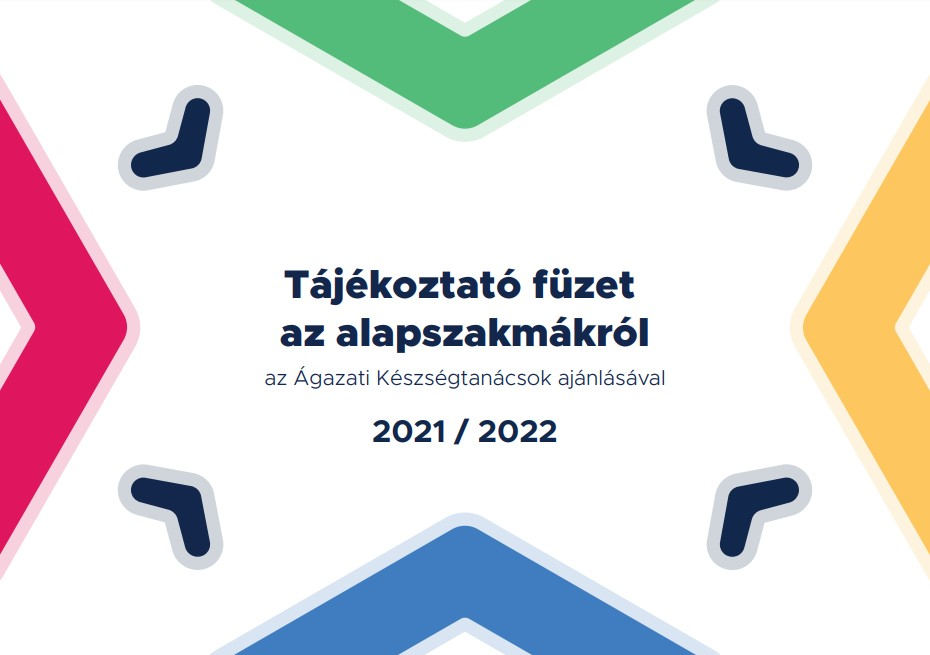 Tájékoztató füzet
az alapszakmákról
az Ágazati Készségtanácsok ajánlásával
2021 / 2022